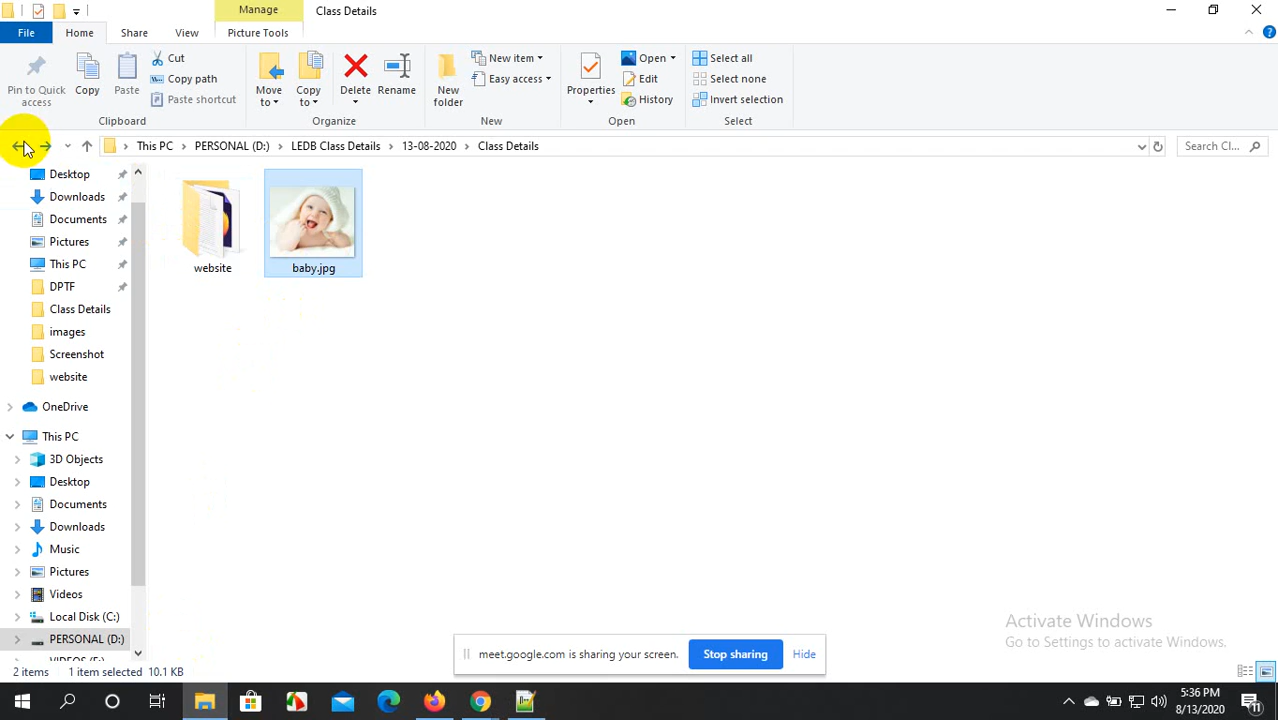 Manage
Class Details
File
Home
Share
View
Picture Tools
Pin to Quick access
Copy
Paste
Cut
Copy path
Paste shortcut
Clipboard
Move to
Copy to
Delete
Rename
Organize
New folder
New item
Easy access
New
Properties
Open
Edit
History
Open
Select all
Select none
Invert selection
Select
This PC
PERSONAL (D:)
LEDB Class Details
13-08-2020
Class Details
Search Cl...
Desktop
Downloads
Documents
Pictures
This PC
DPTF
Class Details
images
Screenshot
website
OneDrive
This PC
3D Objects
Desktop
Documents
Downloads
Music
Pictures
Videos
Local Disk (C:)
PERSONAL (D:)
VIDEOS (E:)
website
baby.jpg
Activate Windows
Go to Settings to activate Windows.
meet.google.com is sharing your screen.
Stop sharing
Hide
2 items
1 item selected 10.1 KB
5:36 PM
8/13/2020
11